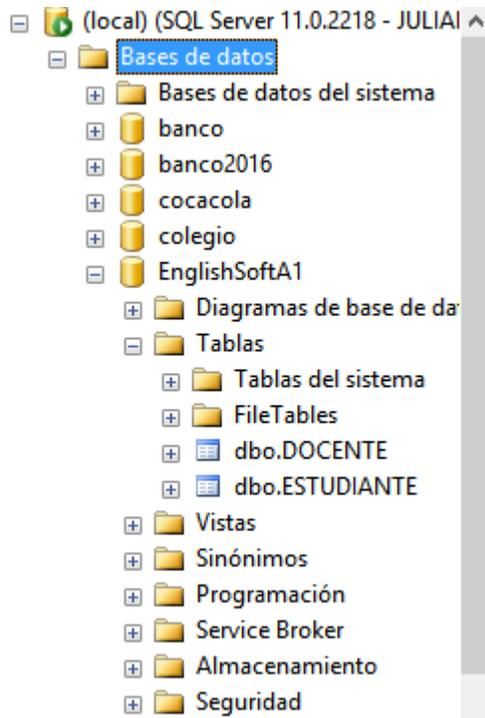 (local) (SQL Server 11.0.2218 - JULIAI
Bases de datos
Bases de datos del sistema
banco
banco2016
cocacola
colegio
EnglishSoftA1
Diagramas de base de da
Tablas
Tablas del sistema
FileTables
dbo.DOCENTE
dbo.ESTUDIANTE
Vistas
Sinónimos
Programación
Service Broker
Almacenamiento
Seguridad